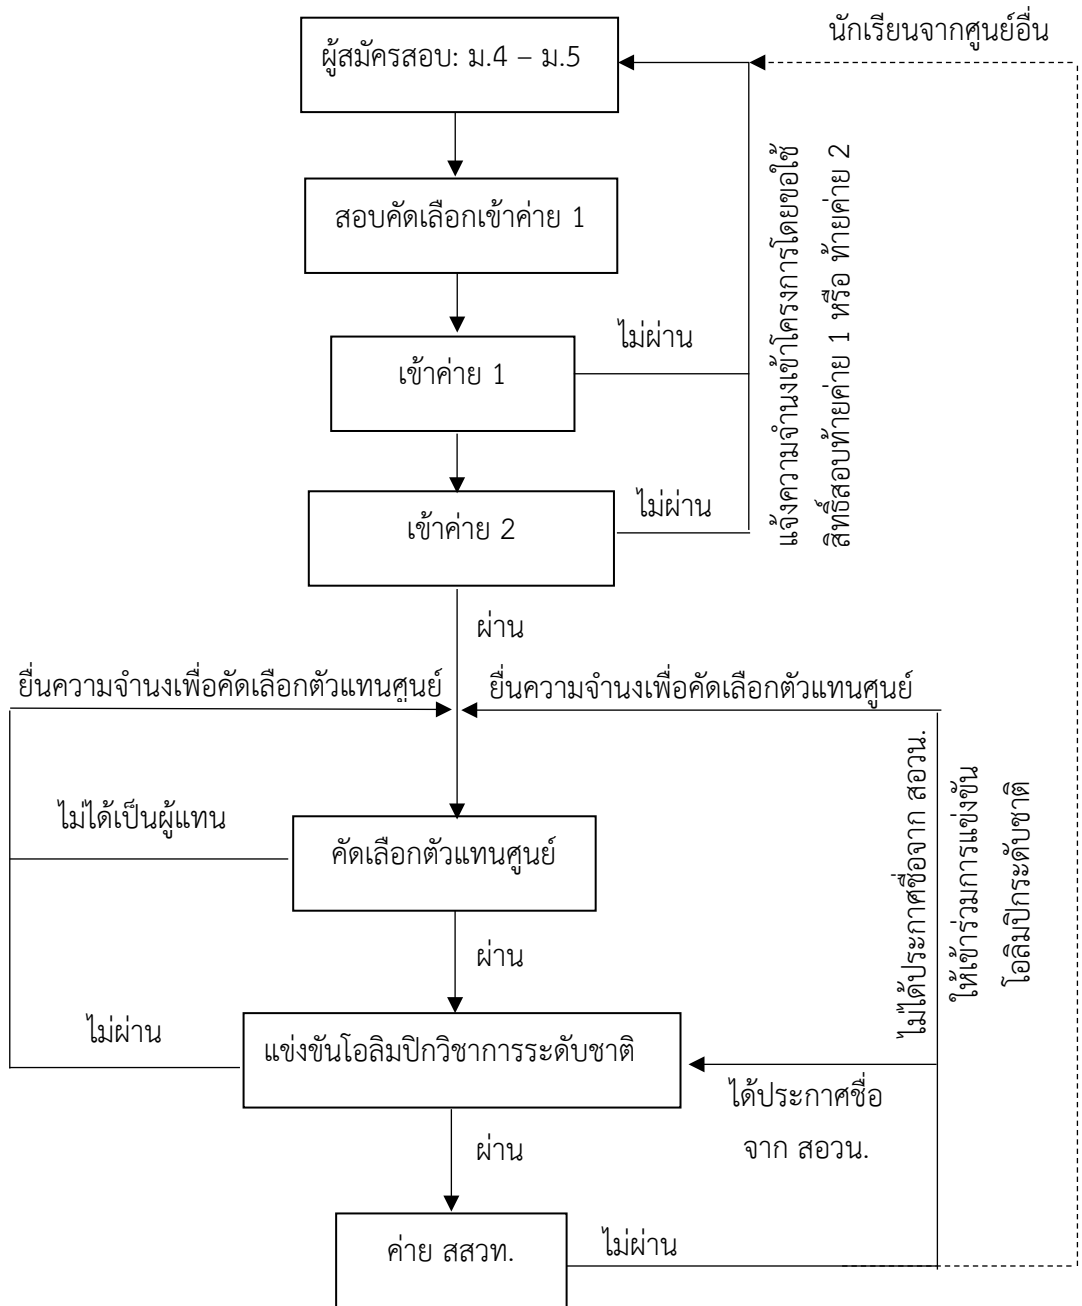 นักเรียนจากศูนย์อื่น
ผู้สมัครสอบ: ม.4 – ม.5
สอบคัดเลือกเข้าค่าย 1
แจ้งความจำนงเข้าโครงการโดยขอใช้
สิทธิ์สอบท้ายค่าย 1 หรือ ท้ายค่าย 2
ไม่ผ่าน
เข้าค่าย 1
ไม่ผ่าน
เข้าค่าย 2
ผ่าน
ยื่นความจำนงเพื่อคัดเลือกตัวแทนศูนย์
ยื่นความจำนงเพื่อคัดเลือกตัวแทนศูนย์
ไม่ได้เป็นผู้แทน
คัดเลือกตัวแทนศูนย์
ไม่ได้ประกาศชื่อจาก สอวน.
ให้เข้าร่วมการแข่งขัน
โอลิมปิกระดับชาติ
ผ่าน
ไม่ผ่าน
แข่งขันโอลิมปิกวิชาการระดับชาติ
ได้ประกาศชื่อ
จาก สอวน.
ผ่าน
ค่าย สสวท.
ไม่ผ่าน